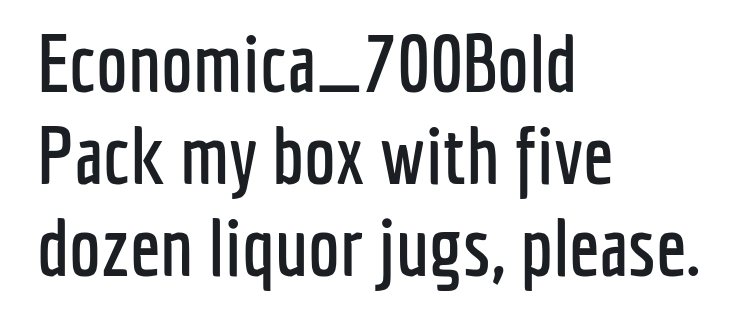 Economica_700Bold
Pack my box with five
dozen liquor jugs, please.